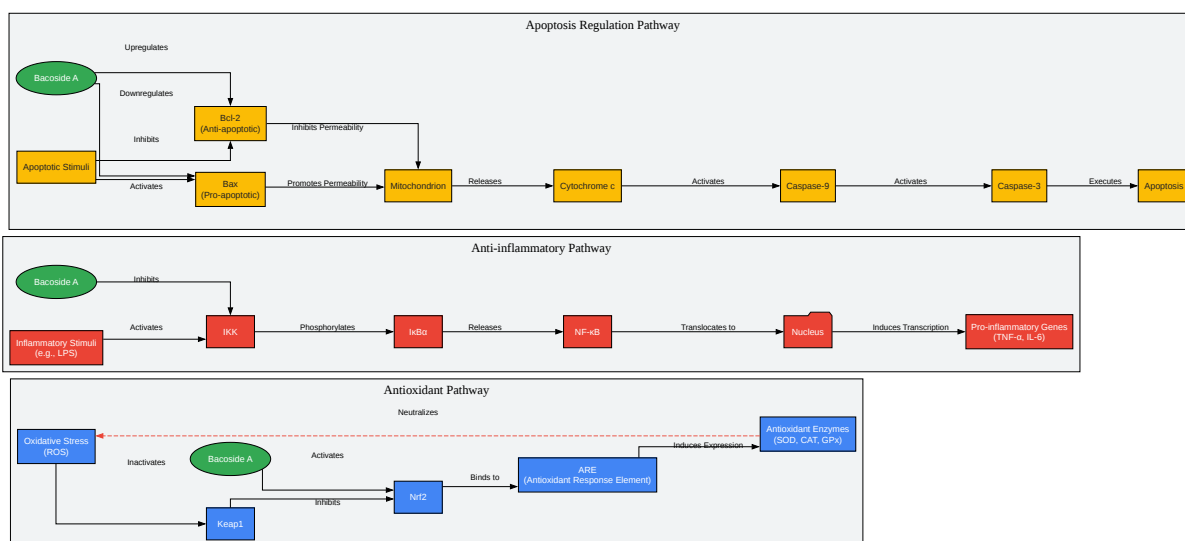 Apoptosis Regulation Pathway
Upregulates
Bacoside A
Downregulates
Bcl-2
(Anti-apoptotic)
Inhibits Permeability
Inhibits
Apoptotic Stimuli
Activates
Bax
(Pro-apoptotic)
Promotes Permeability
Mitochondrion
Releases
Cytochrome c
Activates
Caspase-9
Activates
Caspase-3
Executes
Apoptosis
Anti-inflammatory Pathway
Bacoside A
Inhibits
Inflammatory Stimuli
(e.g., LPS)
Activates
IKK
Phosphorylates
IκBα
Releases
NF-κB
Translocates to
Nucleus
Induces Transcription
Pro-inflammatory Genes
(TNF-α, IL-6)
Antioxidant Pathway
Neutralizes
Oxidative Stress
(ROS)
Inactivates
Bacoside A
Activates
Keap1
Inhibits
Nrf2
Binds to
ARE
(Antioxidant Response Element)
Induces Expression
Antioxidant Enzymes
(SOD, CAT, GPx)